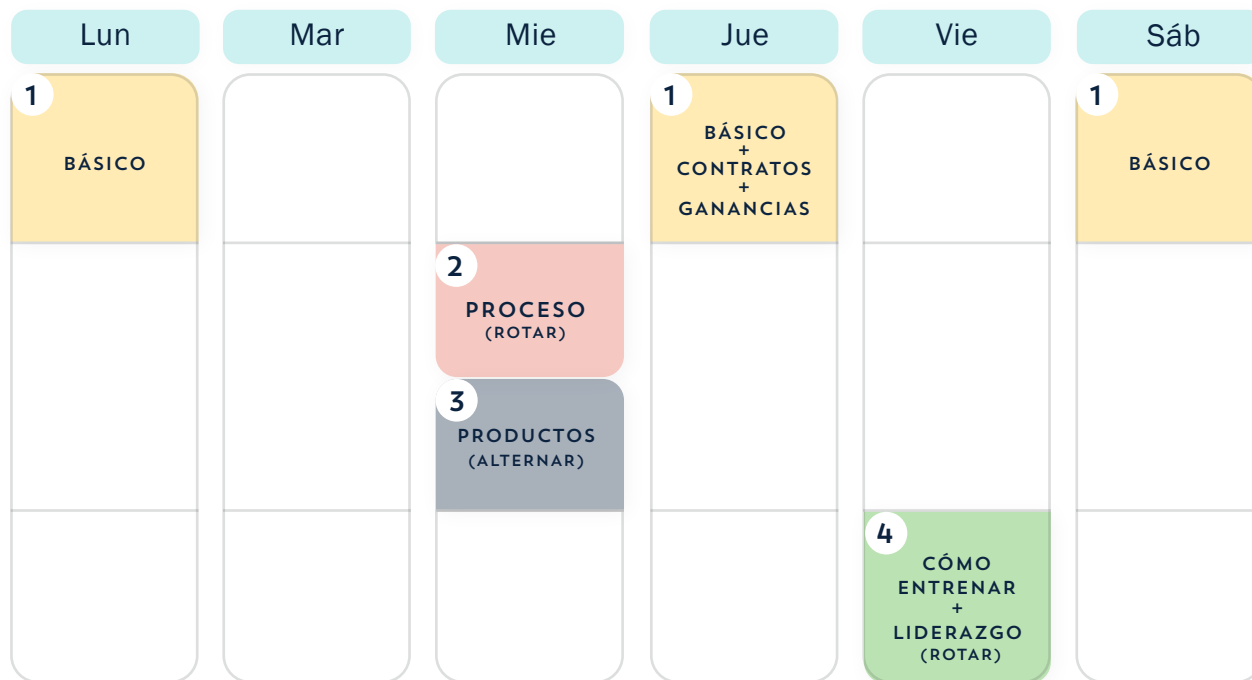 Lun
Mar
Mie
Jue
Vie
Sáb
1
BÁSICO
1
BÁSICO
+
CONTRATOS
+
GANANCIAS
1
BÁSICO
2
PROCESO
(ROTAR)
3
PRODUCTOS
(ALTERNAR)
4
CÓMO
ENTRENAR
+
LIDERAZGO
(ROTAR)